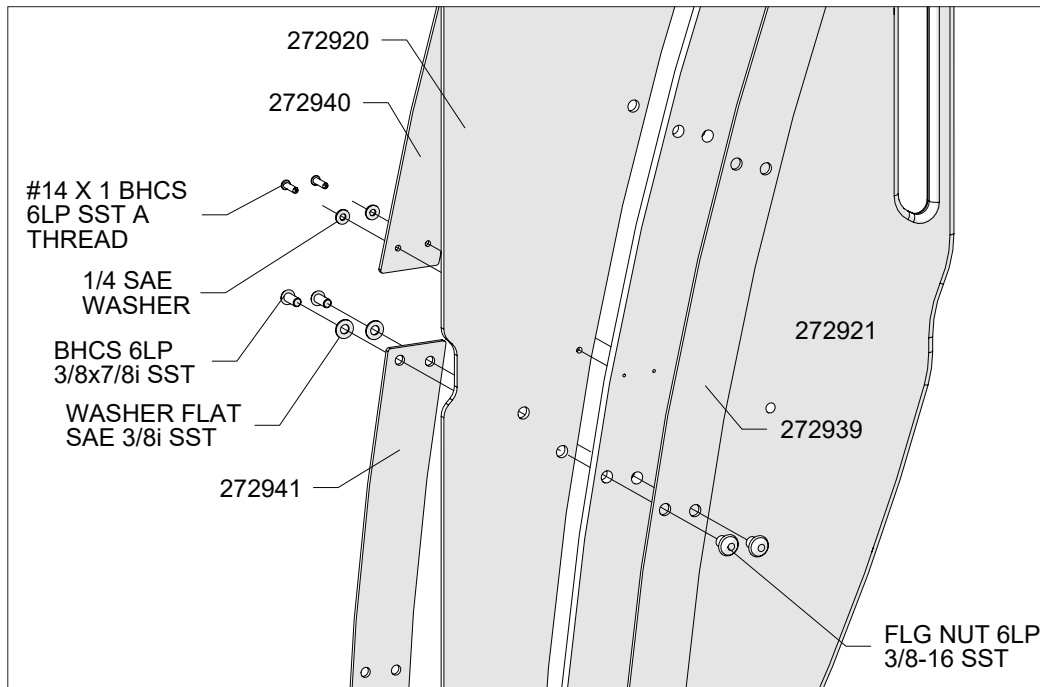 272920
272940
#14 X 1 BHCS
6LP SST A
THREAD
1/4 SAE
WASHER
BHCS 6LP
3/8x7/8i SST
WASHER FLAT
SAE 3/8i SST
272941
272921
272939
FLG NUT 6LP
3/8-16 SST